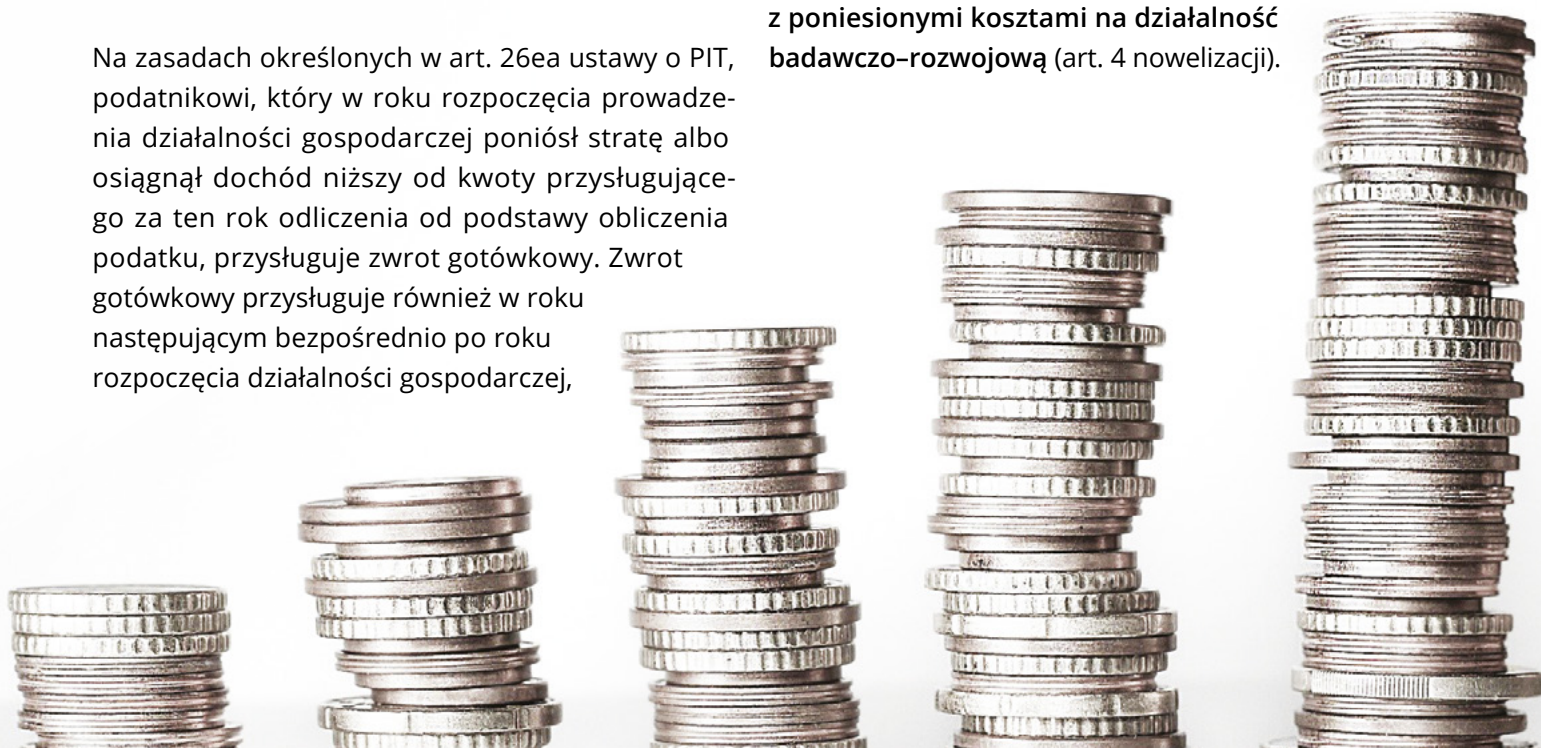 Na zasadach określonych w art. 26ea ustawy o PIT,
podatnikowi, który w roku rozpoczęcia prowadze-
nia działalności gospodarczej poniósł stratę albo
osiągnął dochód niższy od kwoty przysługujące-
go za ten rok odliczenia od podstawy obliczenia
podatku, przysługuje zwrot gotówkowy. Zwrot
gotówkowy przysługuje również w roku
następującym bezpośrednio po roku
rozpoczęcia działalności gospodarczej,
z poniesionymi kosztami na działalność
badawczo–rozwojową (art. 4 nowelizacji).